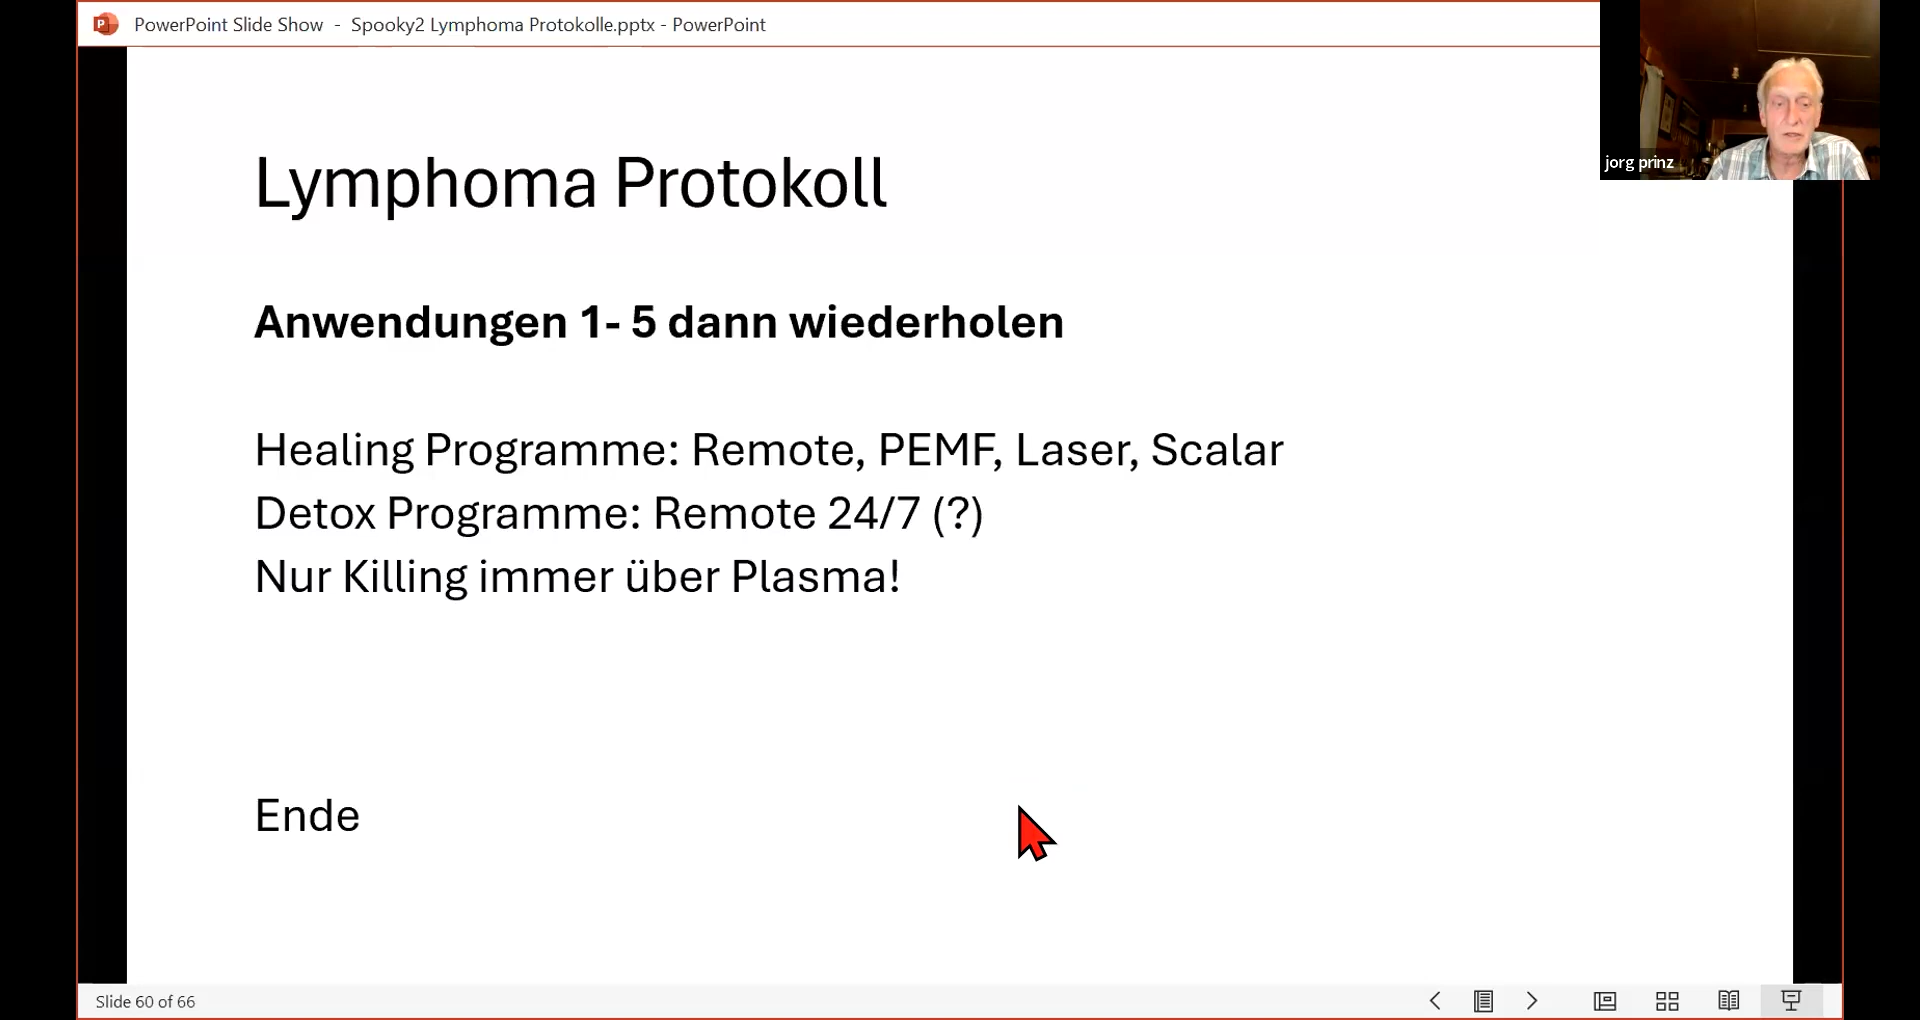 PowerPoint Slide Show - Spooky2 Lymphoma Protokolle.pptx - PowerPoint
jorg prinz
Lymphoma Protokoll
Anwendungen 1- 5 dann wiederholen
Healing Programme: Remote, PEMF, Laser, Scalar
Detox Programme: Remote 24/7 (?)
Nur Killing immer über Plasma!
Ende
Slide 60 of 66